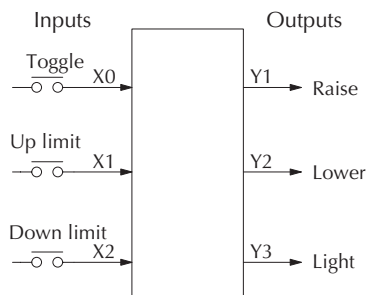 Inputs
Outputs
Toggle
X0
Y1
Raise
Up limit
X1
Y2
Lower
Down limit
X2
Y3
Light